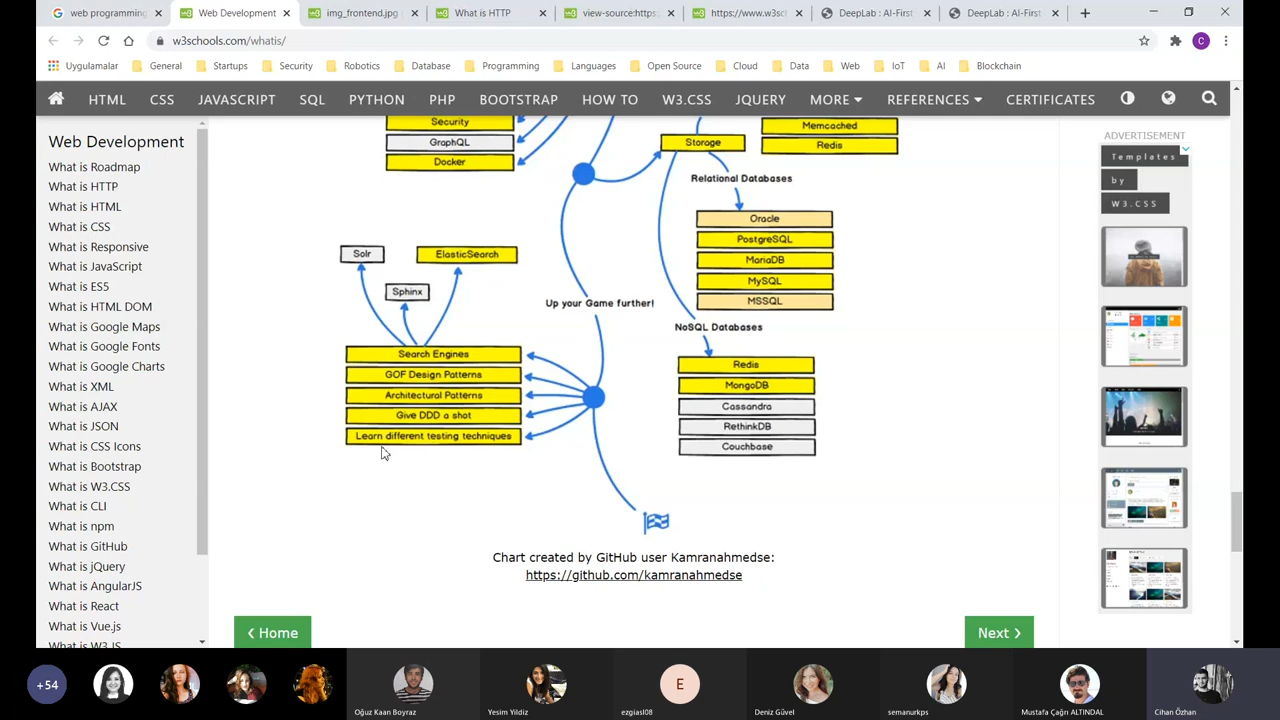 web programming
Web Development
img_frontend.jpg
What is HTTP
view-source:https:
https://www.w3sch
DeepLab : AI-First
DeepLab : AI-First
w3schools.com/whatis/
C
Uygulamalar
General
Startups
Security
Robotics
Database
Programming
Languages
Open Source
Cloud
Data
Web
IoT
AI
Blockchain
HTML
CSS
JAVASCRIPT
SQL
PYTHON
PHP
BOOTSTRAP
HOW TO
W3.CSS
JQUERY
MORE
REFERENCES
CERTIFICATES
Web Development
What is Roadmap
What is HTTP
What is HTML
What is CSS
What is Responsive
What is JavaScript
What is ES5
What is HTML DOM
What is Google Maps
What is Google Fonts
What is Google Charts
What is XML
What is AJAX
What is JSON
What is CSS Icons
What is Bootstrap
What is W3.CSS
What is CLI
What is npm
What is GitHub
What is jQuery
What is AngularJS
What is React
What is Vue.js
What is W3.JS
Security
GraphQL
Docker
Storage
Memcached
Redis
Relational Databases
Oracle
PostgreSQL
MariaDB
MySQL
MSSQL
Solr
ElasticSearch
Sphinx
Up your Game further!
NoSQL Databases
Redis
MongoDB
Cassandra
RethinkDB
Couchbase
Search Engines
GOF Design Patterns
Architectural Patterns
Give DDD a shot
Learn different testing techniques
Chart created by GitHub user Kamranahmedse:
https://github.com/kamranahmedse
❮ Home
Next ❯
ADVERTISEMENT
Templates
by
W3.CSS
+54
Oğuz Kaan Boyraz
Yesim Yildiz
E
ezgiasl08
Deniz Güvel
semanurkps
Mustafa Çağrı ALTINDAL
Cihan Özhan